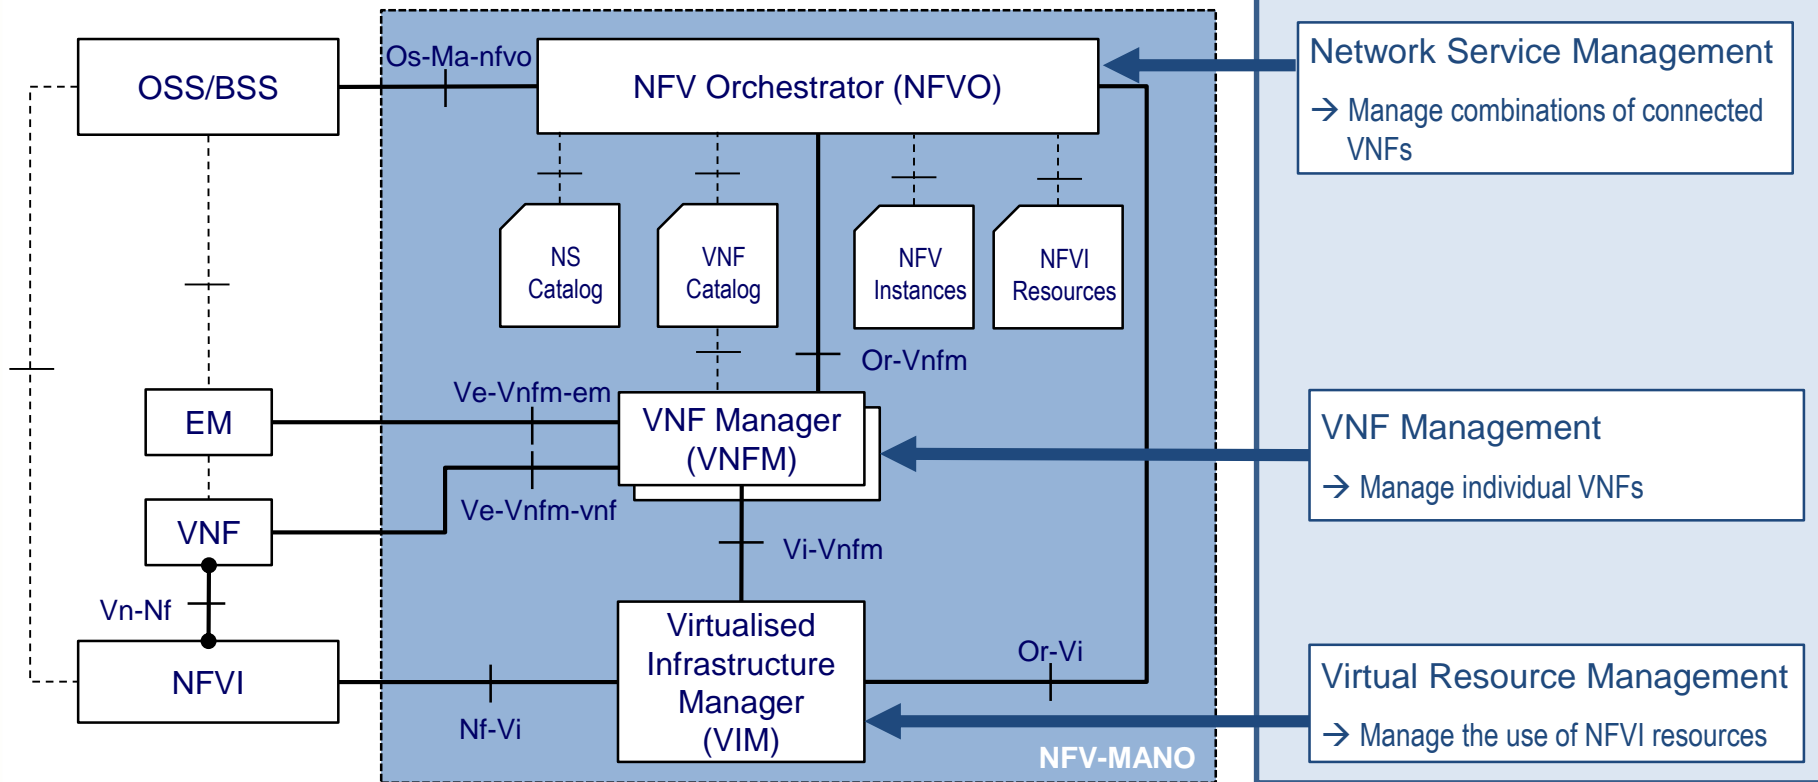 Os-Ma-nfvo
OSS/BSS
NFV Orchestrator (NFVO)
Network Service Management
→ Manage combinations of connected
VNFs
NS
Catalog
VNF
Catalog
NFV
Instances
NFVI
Resources
Or-Vnfm
Ve-Vnfm-em
EM
VNF Manager
(VNFM)
VNF Management
→ Manage individual VNFs
Ve-Vnfm-vnf
VNF
Vi-Vnfm
Vn-Nf
NFVI
Nf-Vi
Virtualised
Infrastructure
Manager
(VIM)
Or-Vi
Virtual Resource Management
→ Manage the use of NFVI resources
NFV-MANO